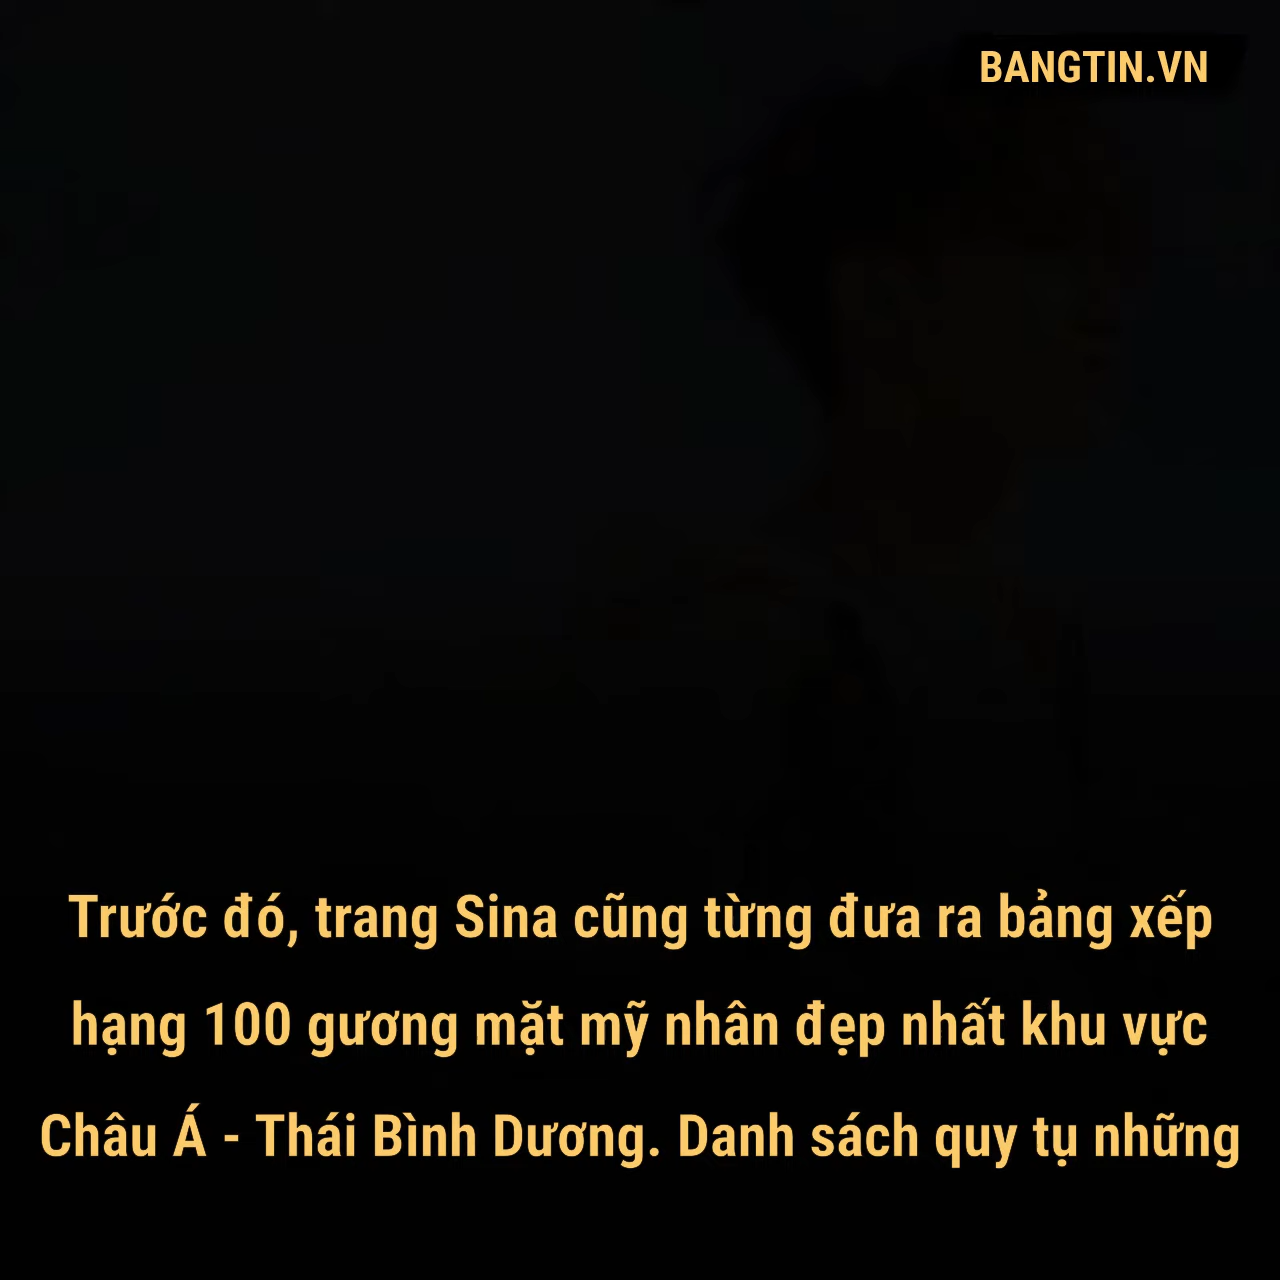 BANGTIN.VN
Trước đó, trang Sina cũng từng đưa ra bảng xếp
hạng 100 gương mặt mỹ nhân đẹp nhất khu vực
Châu Á - Thái Bình Dương. Danh sách quy tụ những